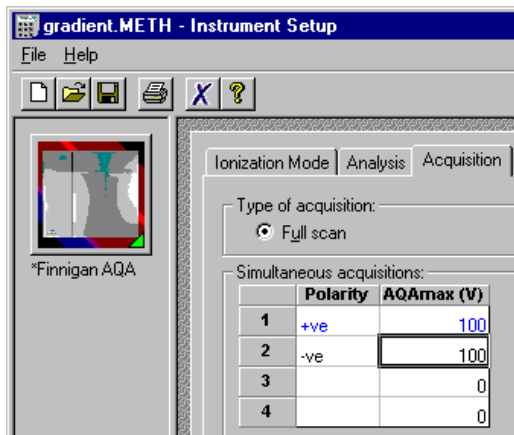 gradient.METH - Instrument Setup
File Help
Ionization Mode Analysis Acquisition
Type of acquisition:
Full scan
*Finnigan AQA
Simultaneous acquisitions:
Polarity AQAmax (V)
1 +ve 100
2 -ve 100
3 0
4 0